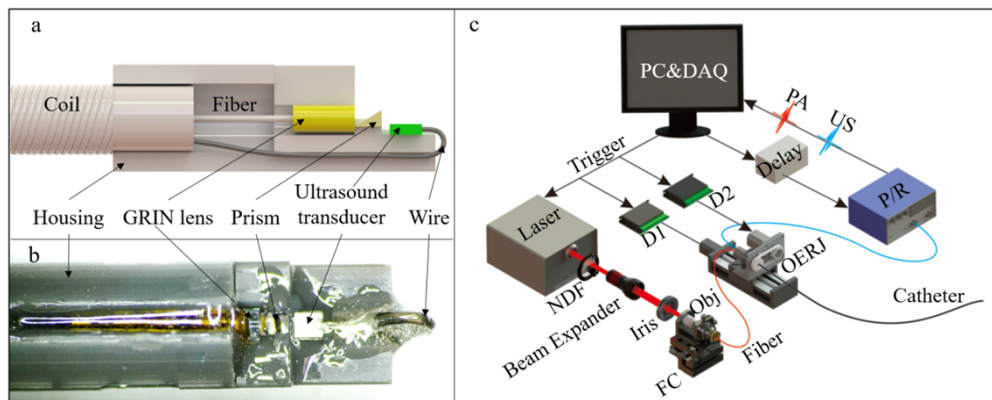 a
Coil
Fiber
Housing
GRIN lens
Prism
Ultrasound
transducer
Wire
b
c
PC&DAQ
PA
US
Trigger
Delay
P/R
Laser
D1
D2
OERJ
NDF
Beam Expander
Iris
Obj
FC
Fiber
Catheter